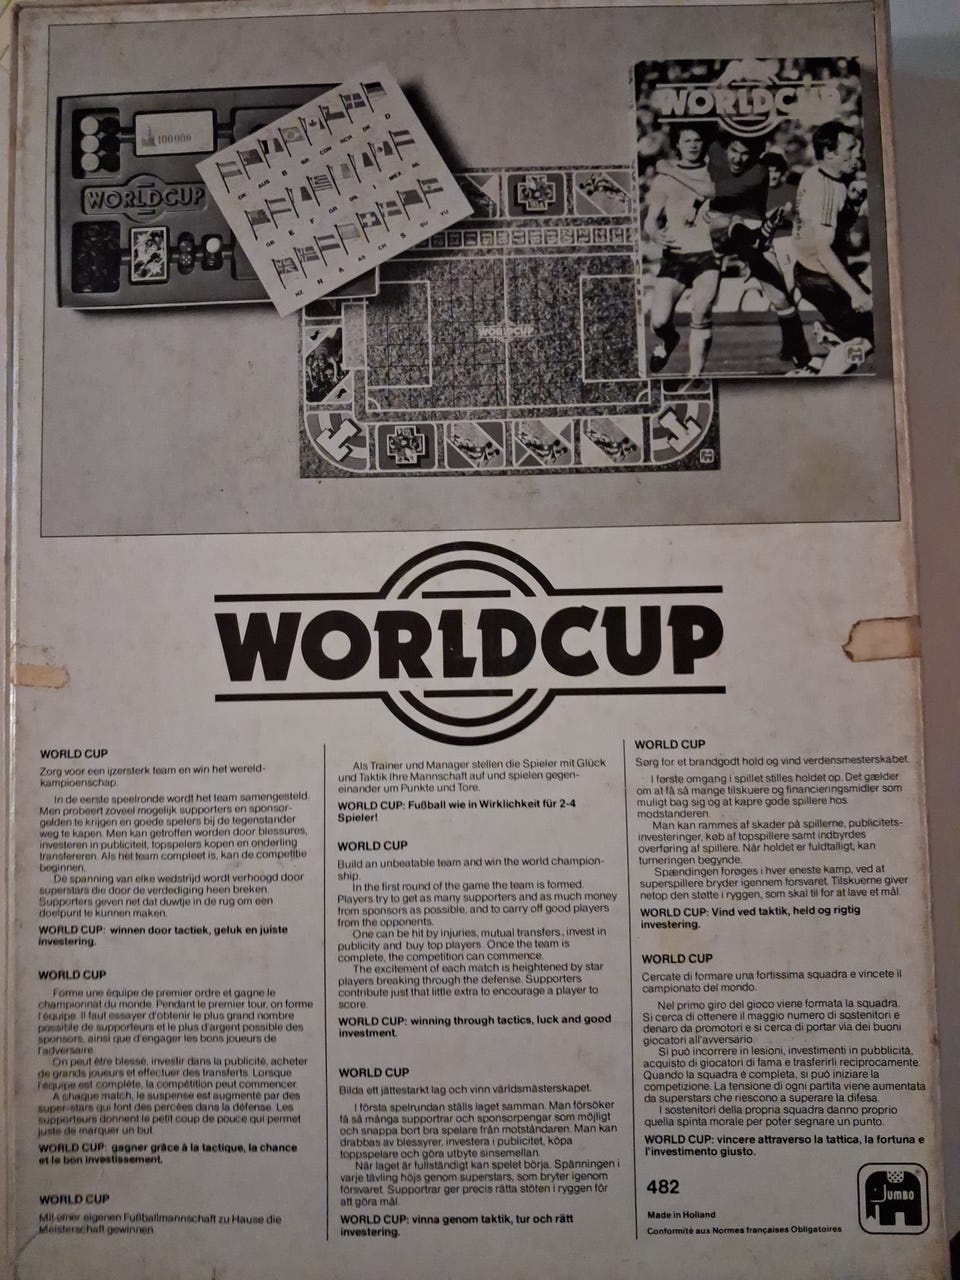 100000
WORLDCUP
WORLDCUP
WORLDCUP
WORLDCUP
WORLD CUP
Zorg voor een ijzersterk team en win het wereld-
kampioenschap.
In de eerste speelronde wordt het team samengesteld.
Men probeert zoveel mogelijk supporters en sponsor-
gelden te krijgen en goede spelers bij de tegenstander
weg te kapen. Men kan getroffen worden door blessures,
investeren in publiciteit, topspelers kopen en onderling
transfereren. Als het team compleet is, kan de competitie
beginnen.
De spanning van elke wedstrijd wordt verhoogd door
superstars die door de verdediging heen breken.
Supporters geven net dat duwtje in de rug om een
doelpunt te kunnen maken.
WORLD CUP: winnen door tactiek, geluk en juiste
investering.
WORLD CUP
Forme une équipe de premier ordre et gagne le
championnat du monde. Pendant le premier tour, on forme
l'équipe. Il faut essayer d'obtenir le plus grand nombre
possible de supporteurs et le plus d'argent possible des
sponsors, ainsi que d'engager les bons joueurs de
l'adversaire.
On peut être blessé, investir dans la publicité, acheter
de grands joueurs et effectuer des transferts. Lorsque
l'équipe est complète, la compétition peut commencer.
A chaque match, le suspense est augmenté par des
super-stars qui font des percées dans la défense. Les
supporteurs donnent le petit coup de pouce qui permet
juste de marquer un but.
WORLD CUP: gagner grâce à la tactique, la chance
et le bon investissement.
WORLD CUP
Mit einer eigenen Fußballmannschaft zu Hause die
Meisterschaft gewinnen.
Als Trainer und Manager stellen die Spieler mit Glück
und Taktik Ihre Mannschaft auf und spielen gegen-
einander um Punkte und Tore.
WORLD CUP: Fußball wie in Wirklichkeit für 2-4
Spieler!
WORLD CUP
Build an unbeatable team and win the world champion-
ship.
In the first round of the game the team is formed.
Players try to get as many supporters and as much money
from sponsors as possible, and to carry off good players
from the opponents.
One can be hit by injuries, mutual transfers, invest in
publicity and buy top players. Once the team is
complete, the competition can commence.
The excitement of each match is heightened by star
players breaking through the defense. Supporters
contribute just that little extra to encourage a player to
score.
WORLD CUP: winning through tactics, luck and good
investment.
WORLD CUP
Bilda ett jättestarkt lag och vinn världsmästerskapet.
I första spelrundan ställs laget samman. Man försöker
få så många supportrar och sponsorpengar som möjligt
och snappa bort bra spelare från motståndaren. Man kan
drabbas av blessyrer, investera i publicitet, köpa
toppspelare och göra utbyte sinsemellan.
När laget är fullständigt kan spelet börja. Spänningen i
varje tävling höjs genom superstars, som bryter igenom
försvaret. Supportrar ger precis rätta stöten i ryggen för
att göra mål.
WORLD CUP: vinna genom taktik, tur och rätt
investering.
WORLD CUP
Sørg for et brandgodt hold og vind verdensmesterskabet.
I første omgang i spillet stilles holdet op. Det gælder
om at få så mange tilskuere og financieringsmidler som
muligt bag sig og at kapre gode spillere hos
modstanderen.
Man kan rammes af skader på spillerne, publicitets-
investeringer, køb af topspillere samt indbyrdes
overføring af spillere. Når holdet er fuldtalligt, kan
turneringen begynde.
Spændingen forøges i hver eneste kamp, ved at
superspillere bryder igennem forsvaret. Tilskuerne giver
netop den støtte i ryggen, som skal til for at lave et mål.
WORLD CUP: Vind ved taktik, held og rigtig
investering.
WORLD CUP
Cercate di formare una fortissima squadra e vincete il
campionato del mondo.
Nel primo giro del gioco viene formata la squadra.
Si cerca di ottenere il maggio numero di sostenitori e
denaro da promotori e si cerca di portar via dei buoni
giocatori all'avversario.
Si può incorrere in lesioni, investimenti in pubblicità,
acquisto di giocatori di fama e trasferirli reciprocamente.
Quando la squadra è completa, si può iniziare la
competizione. La tensione di ogni partita viene aumentata
da superstars che riescono a superare la difesa.
I sostenitori della propria squadra danno proprio
quella spinta morale per poter segnare un punto.
WORLD CUP: vincere attraverso la tattica, la fortuna e
l'investimento giusto.
482
Made in Holland
Conformité aux Normes françaises Obligatoires
JUMBO